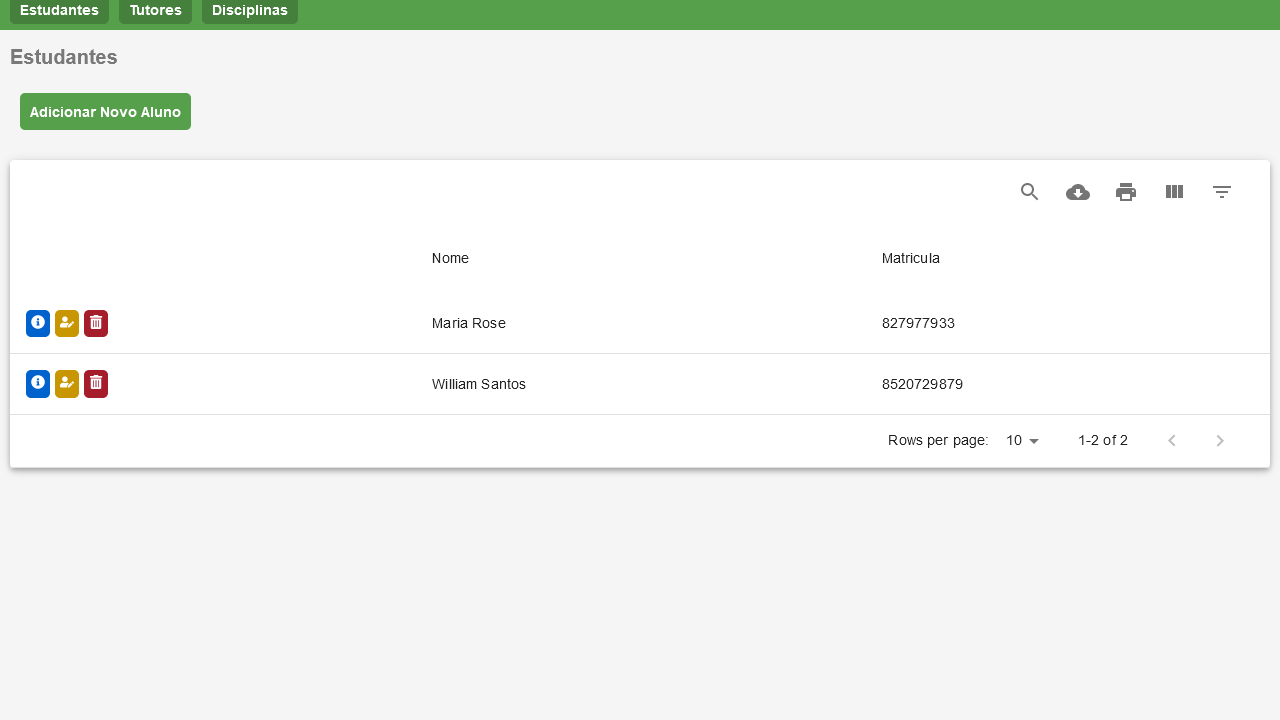 Estudantes Tutores Disciplinas
Estudantes
Adicionar Novo Aluno
Nome Matricula
Maria Rose 827977933
William Santos 8520729879
Rows per page: 10 1-2 of 2